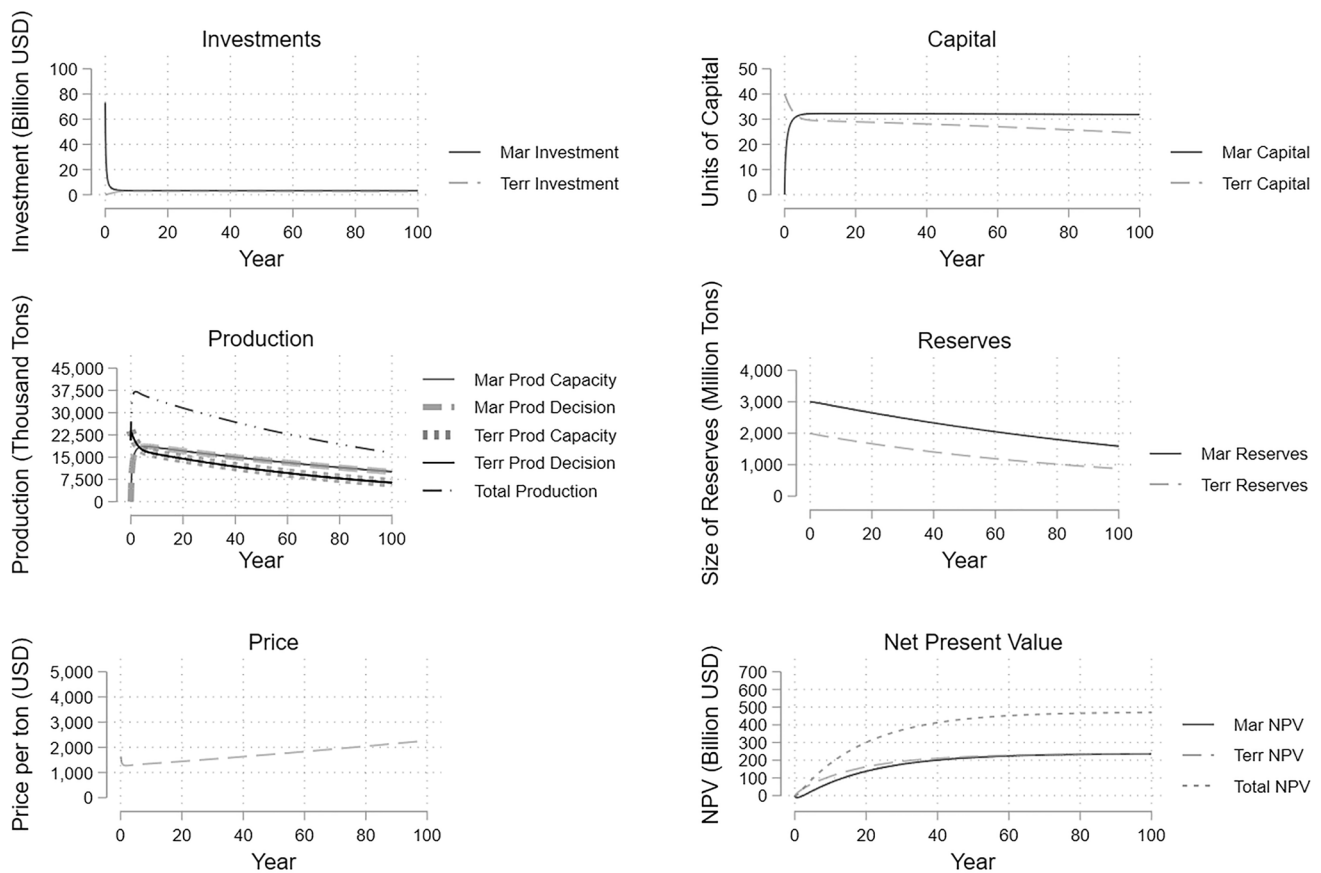 Investments
Investment (Billion USD)
100
80
60
40
20
0
0 20 40 60 80 100
Year
Mar Investment
Terr Investment
Capital
Units of Capital
50
40
30
20
10
0
0 20 40 60 80 100
Year
Mar Capital
Terr Capital
Production
Production (Thousand Tons)
45,000
37,500
30,000
22,500
15,000
7,500
0
0 20 40 60 80 100
Year
Mar Prod Capacity
Mar Prod Decision
Terr Prod Capacity
Terr Prod Decision
Total Production
Reserves
Size of Reserves (Million Tons)
4,000
3,000
2,000
1,000
0
0 20 40 60 80 100
Year
Mar Reserves
Terr Reserves
Price
Price per ton (USD)
5,000
4,000
3,000
2,000
1,000
0
0 20 40 60 80 100
Year
Net Present Value
NPV (Billion USD)
700
600
500
400
300
200
100
0
0 20 40 60 80 100
Year
Mar NPV
Terr NPV
Total NPV